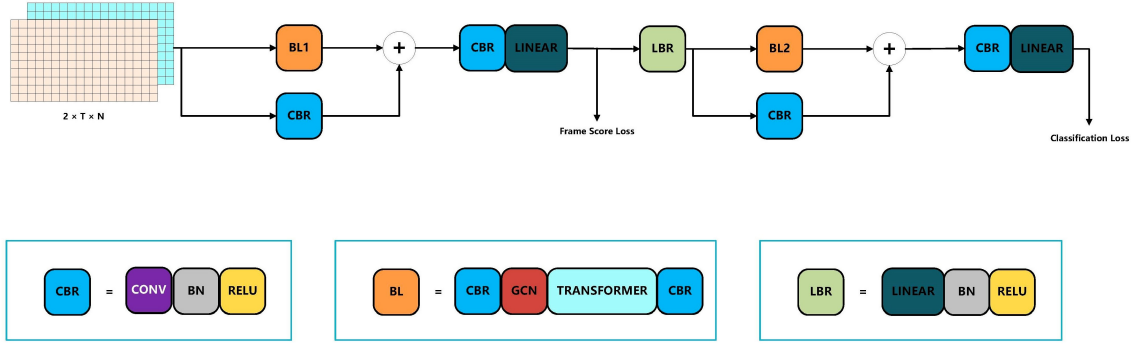 BL1
+
CBR
LINEAR
LBR
BL2
+
CBR
LINEAR
2 × T × N
CBR
Frame Score Loss
CBR
Classification Loss
CBR
=
CONV
BN
RELU
BL
=
CBR
GCN
TRANSFORMER
CBR
LBR
=
LINEAR
BN
RELU